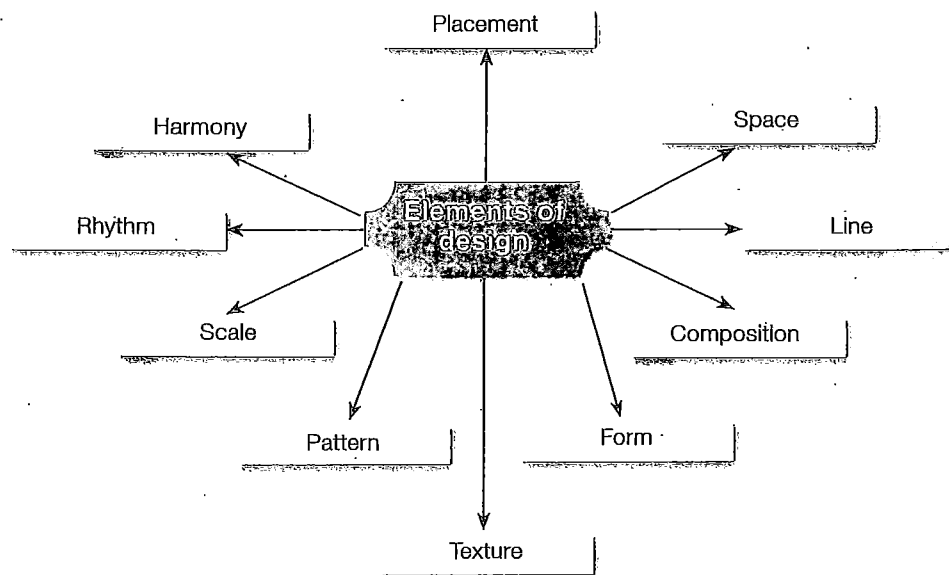 Placement
Harmony
Space
Elements of
design
Rhythm
Line
Scale
Composition
Pattern
Form
Texture